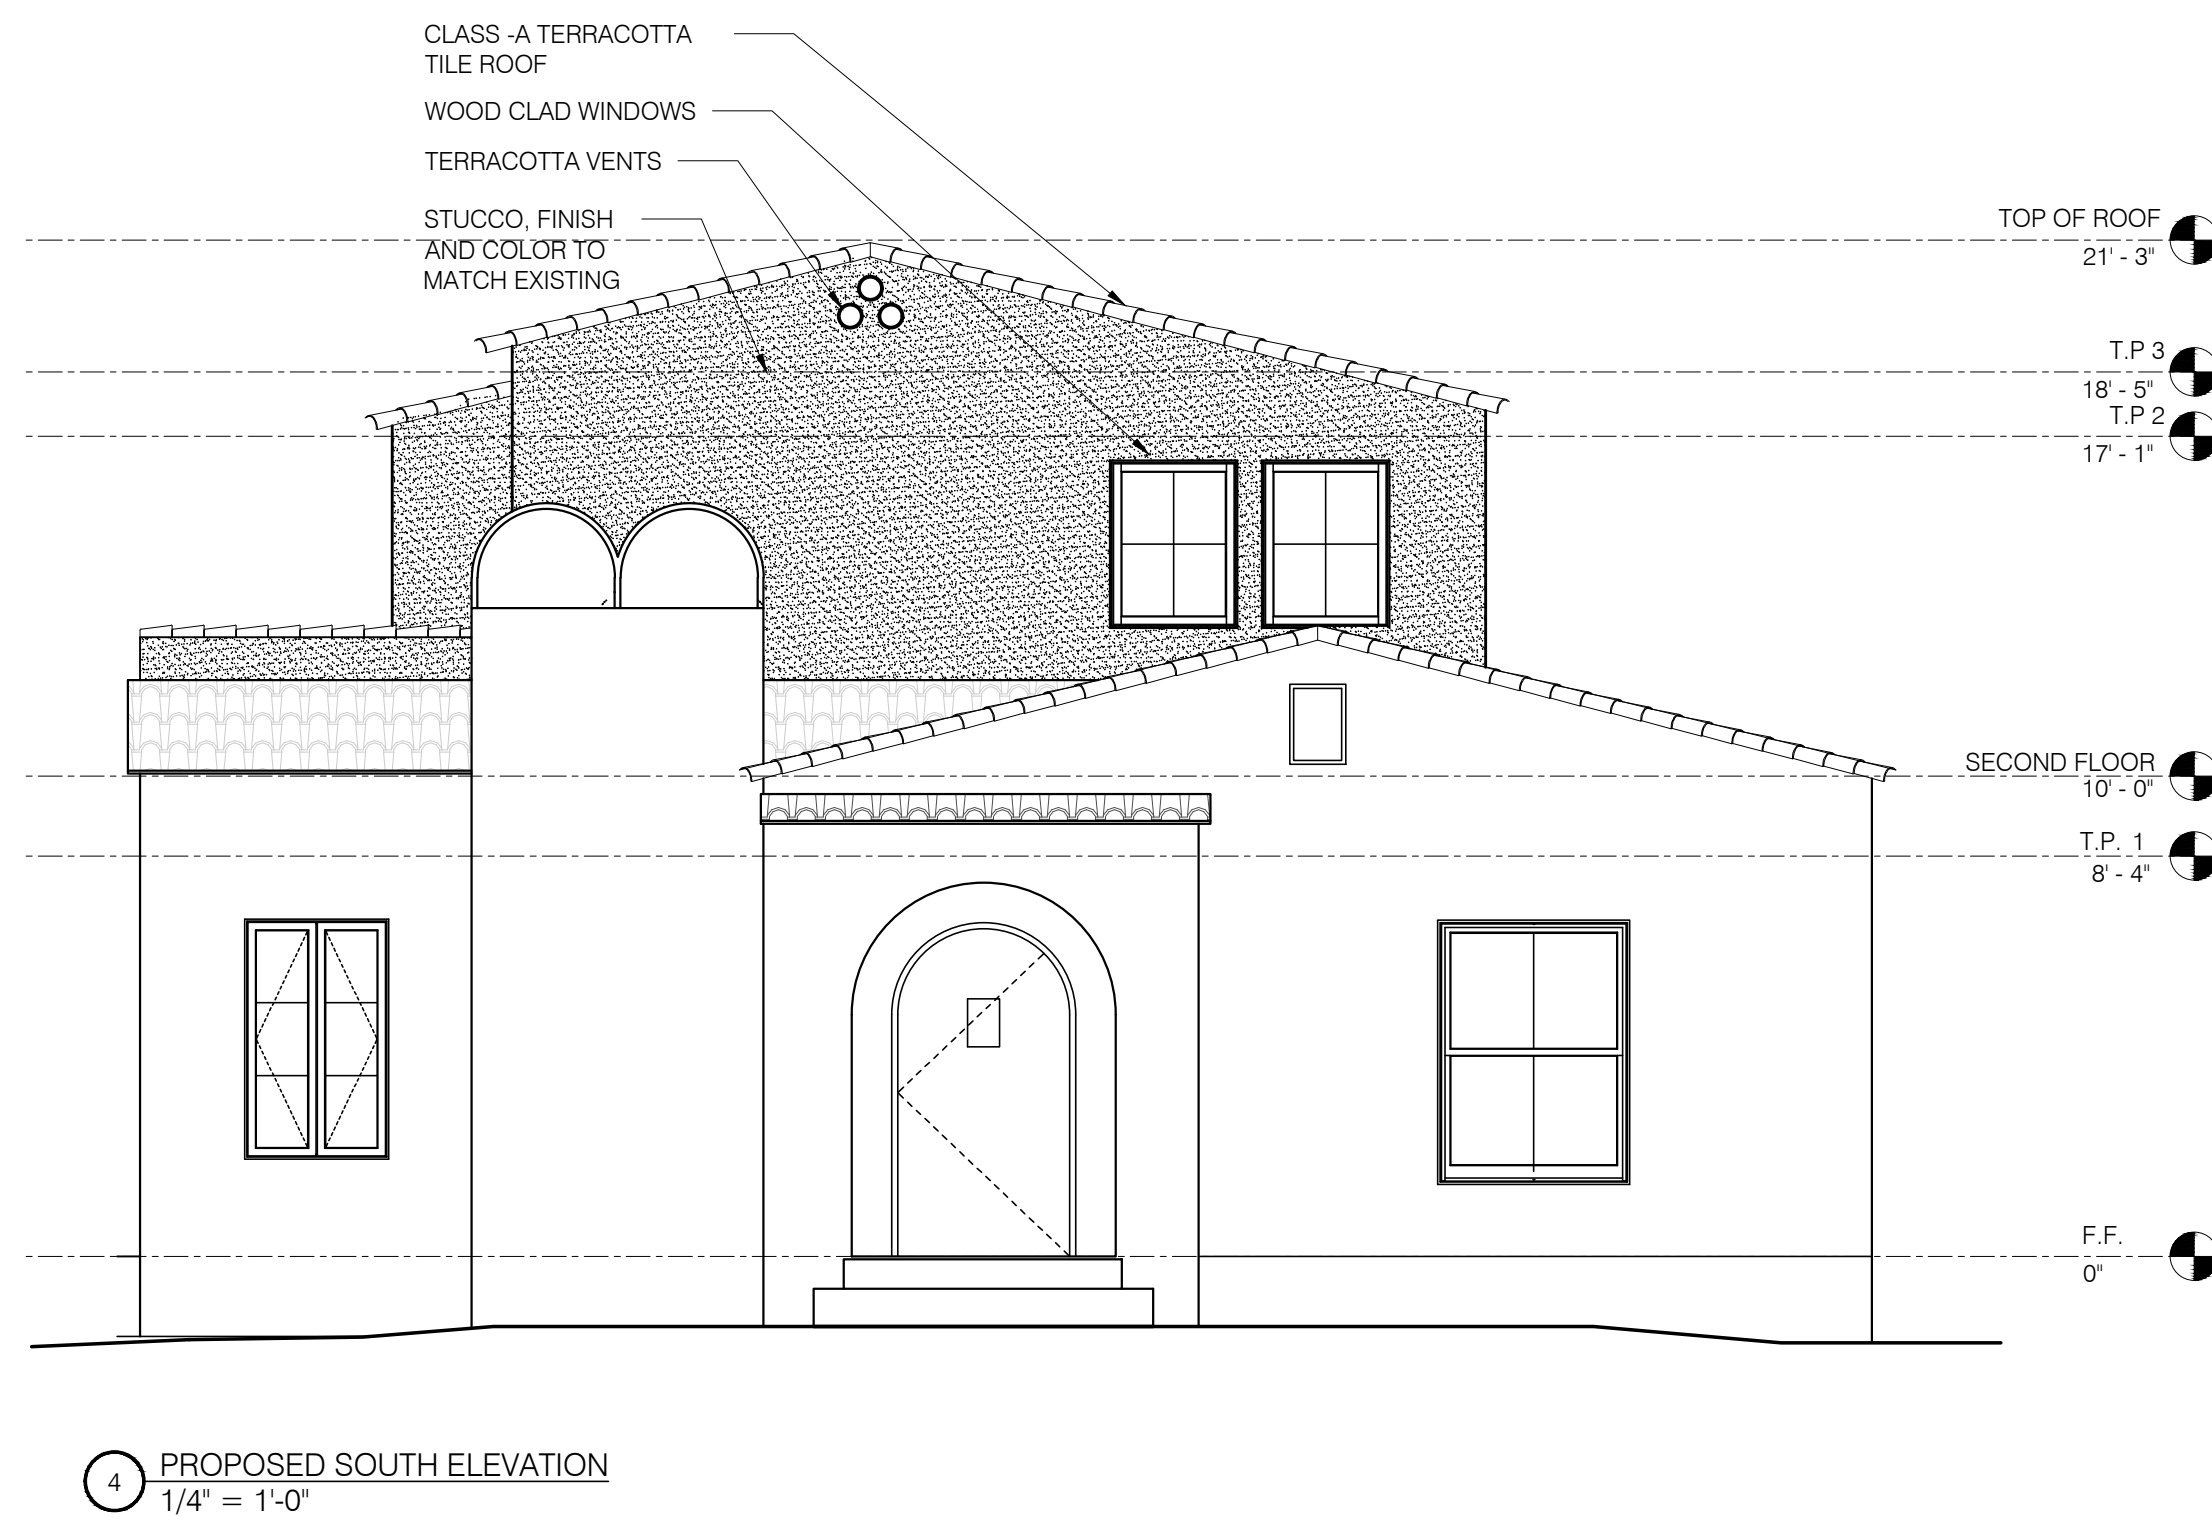 CLASS -A TERRACOTTA
TILE ROOF
WOOD CLAD WINDOWS
TERRACOTTA VENTS
STUCCO, FINISH
AND COLOR TO
MATCH EXISTING
TOP OF ROOF
21' - 3"
T.P 3
18' - 5"
T.P 2
17' - 1"
SECOND FLOOR
10' - 0"
T.P. 1
8' - 4"
F.F.
0"
4
PROPOSED SOUTH ELEVATION
1/4" = 1'-0"